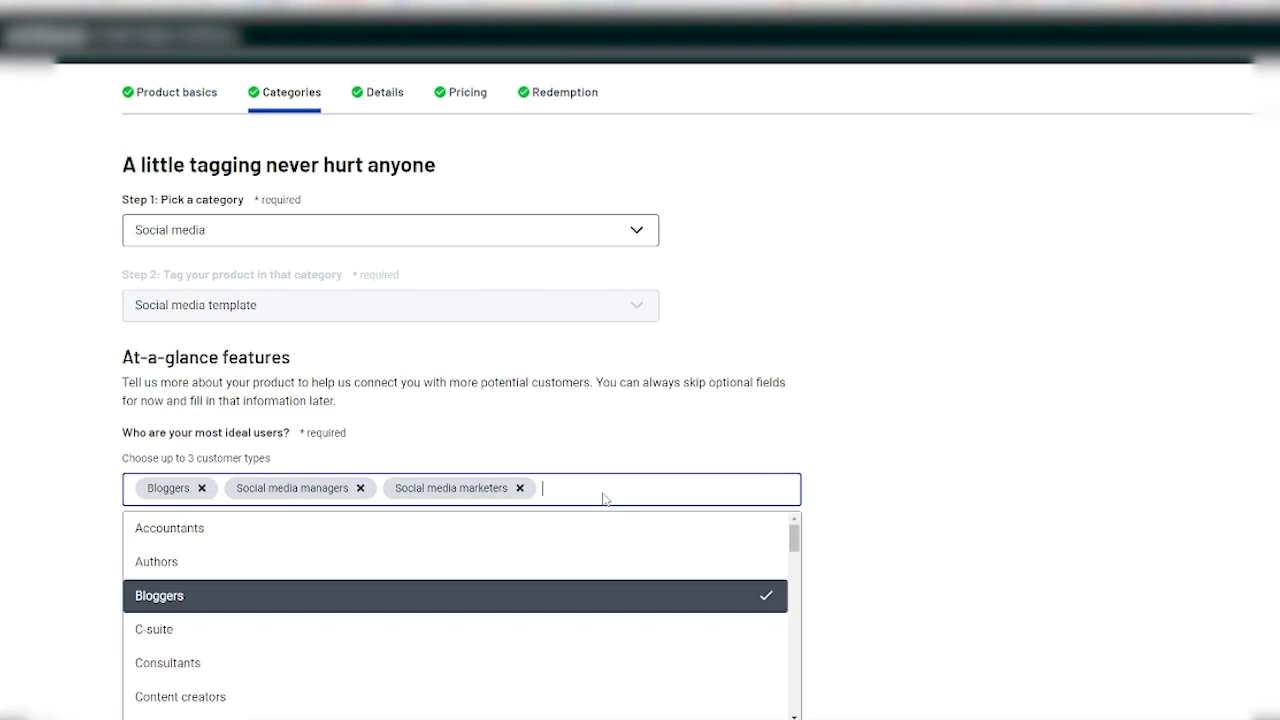 Product basics Categories Details Pricing Redemption
A little tagging never hurt anyone
Step 1: Pick a category * required
Social media
Step 2: Tag your product in that category * required
Social media template
At-a-glance features
Tell us more about your product to help us connect you with more potential customers. You can always skip optional fields
for now and fill in that information later.
Who are your most ideal users? * required
Choose up to 3 customer types
Bloggers Social media managers Social media marketers
Accountants
Authors
Bloggers
C-suite
Consultants
Content creators